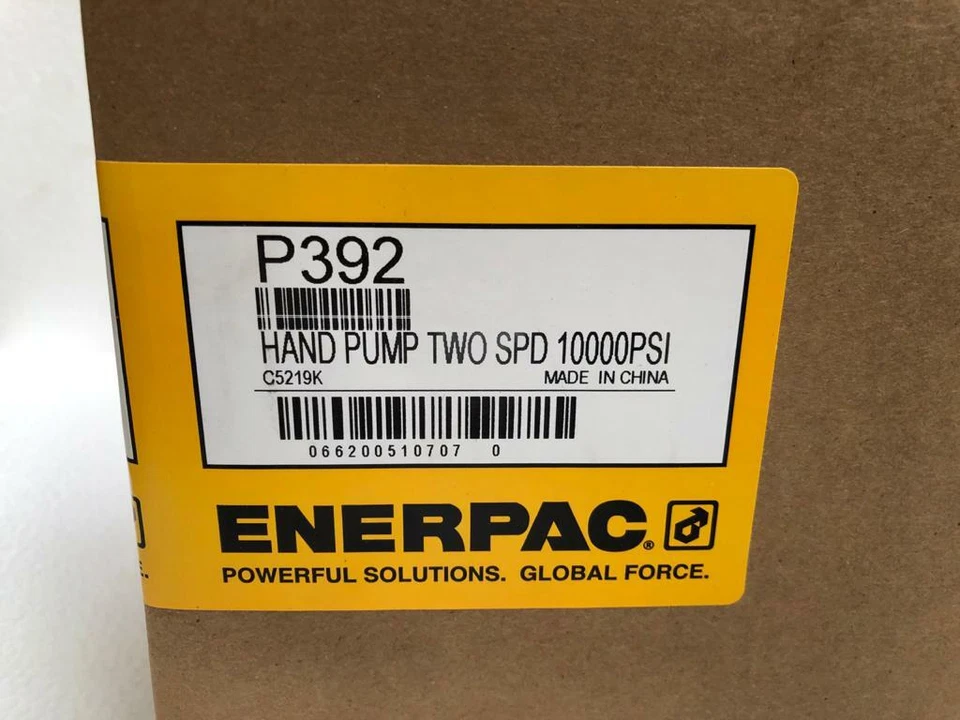 P392
HAND PUMP TWO SPD 10000PSI
C5219K MADE IN CHINA
066200510707 0
ENERPAC®
POWERFUL SOLUTIONS. GLOBAL FORCE.
E.